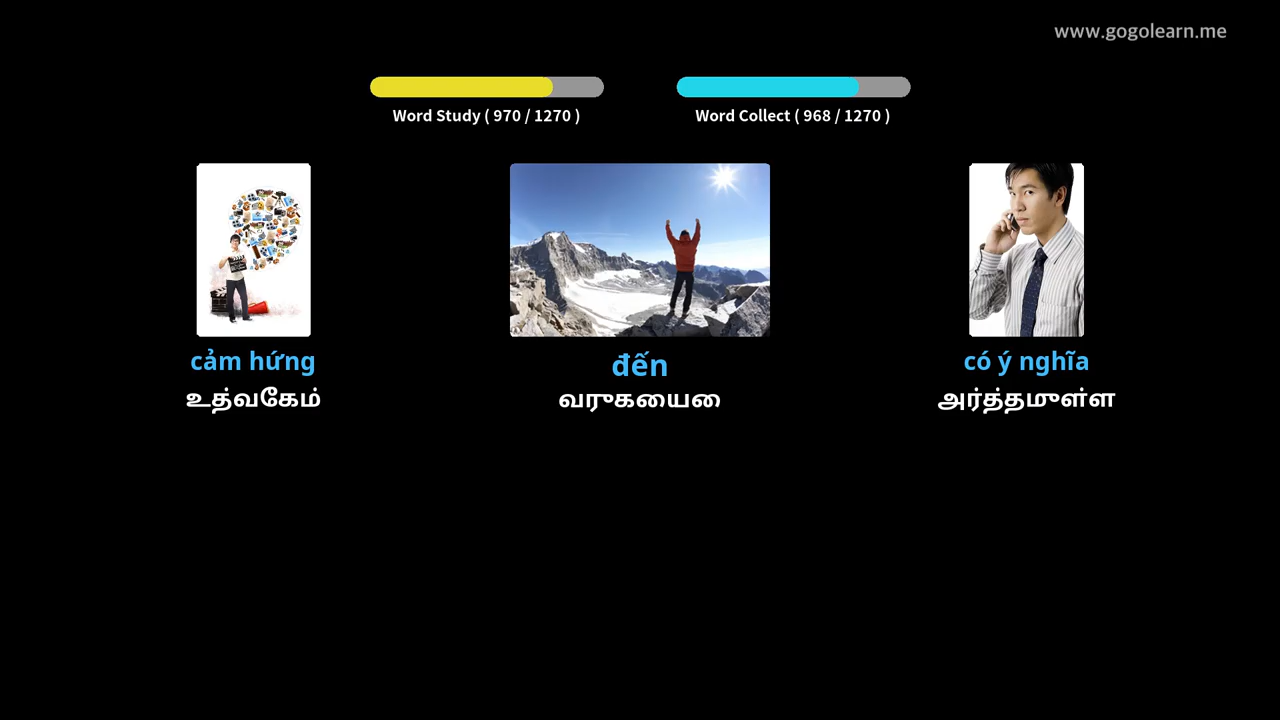 www.gogolearn.me
Word Study ( 970 / 1270 )
Word Collect ( 968 / 1270 )
cảm hứng
đến
có ý nghĩa
உத்வகேம்
வருகயைை
அர்த்தமுள்ள